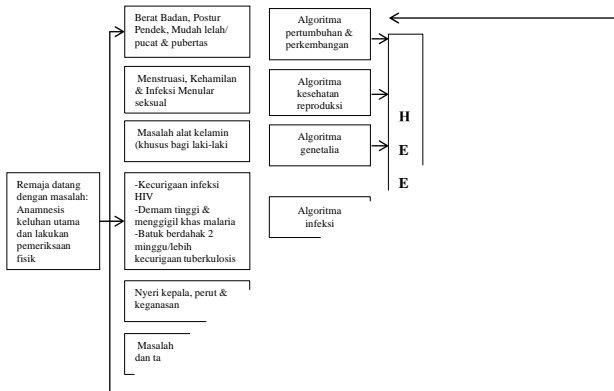 Berat Badan, Postur
Pendek, Mudah lelah/
pucat & pubertas
Algoritma
pertumbuhan &
perkembangan
Menstruasi, Kehamilan
& Infeksi Menular
seksual
Algoritma
kesehatan
reproduksi
Masalah alat kelamin
(khusus bagi laki-laki
Algoritma
genetalia
H
E
E
Remaja datang
dengan masalah:
Anamnesis
keluhan utama
dan lakukan
pemeriksaan
fisik
-Kecurigaan infeksi
HIV
-Demam tinggi &
menggigil khas malaria
-Batuk berdahak 2
minggu/lebih
kecurigaan tuberkulosis
Algoritma
infeksi
Nyeri kepala, perut &
keganasan
Masalah
dan ta